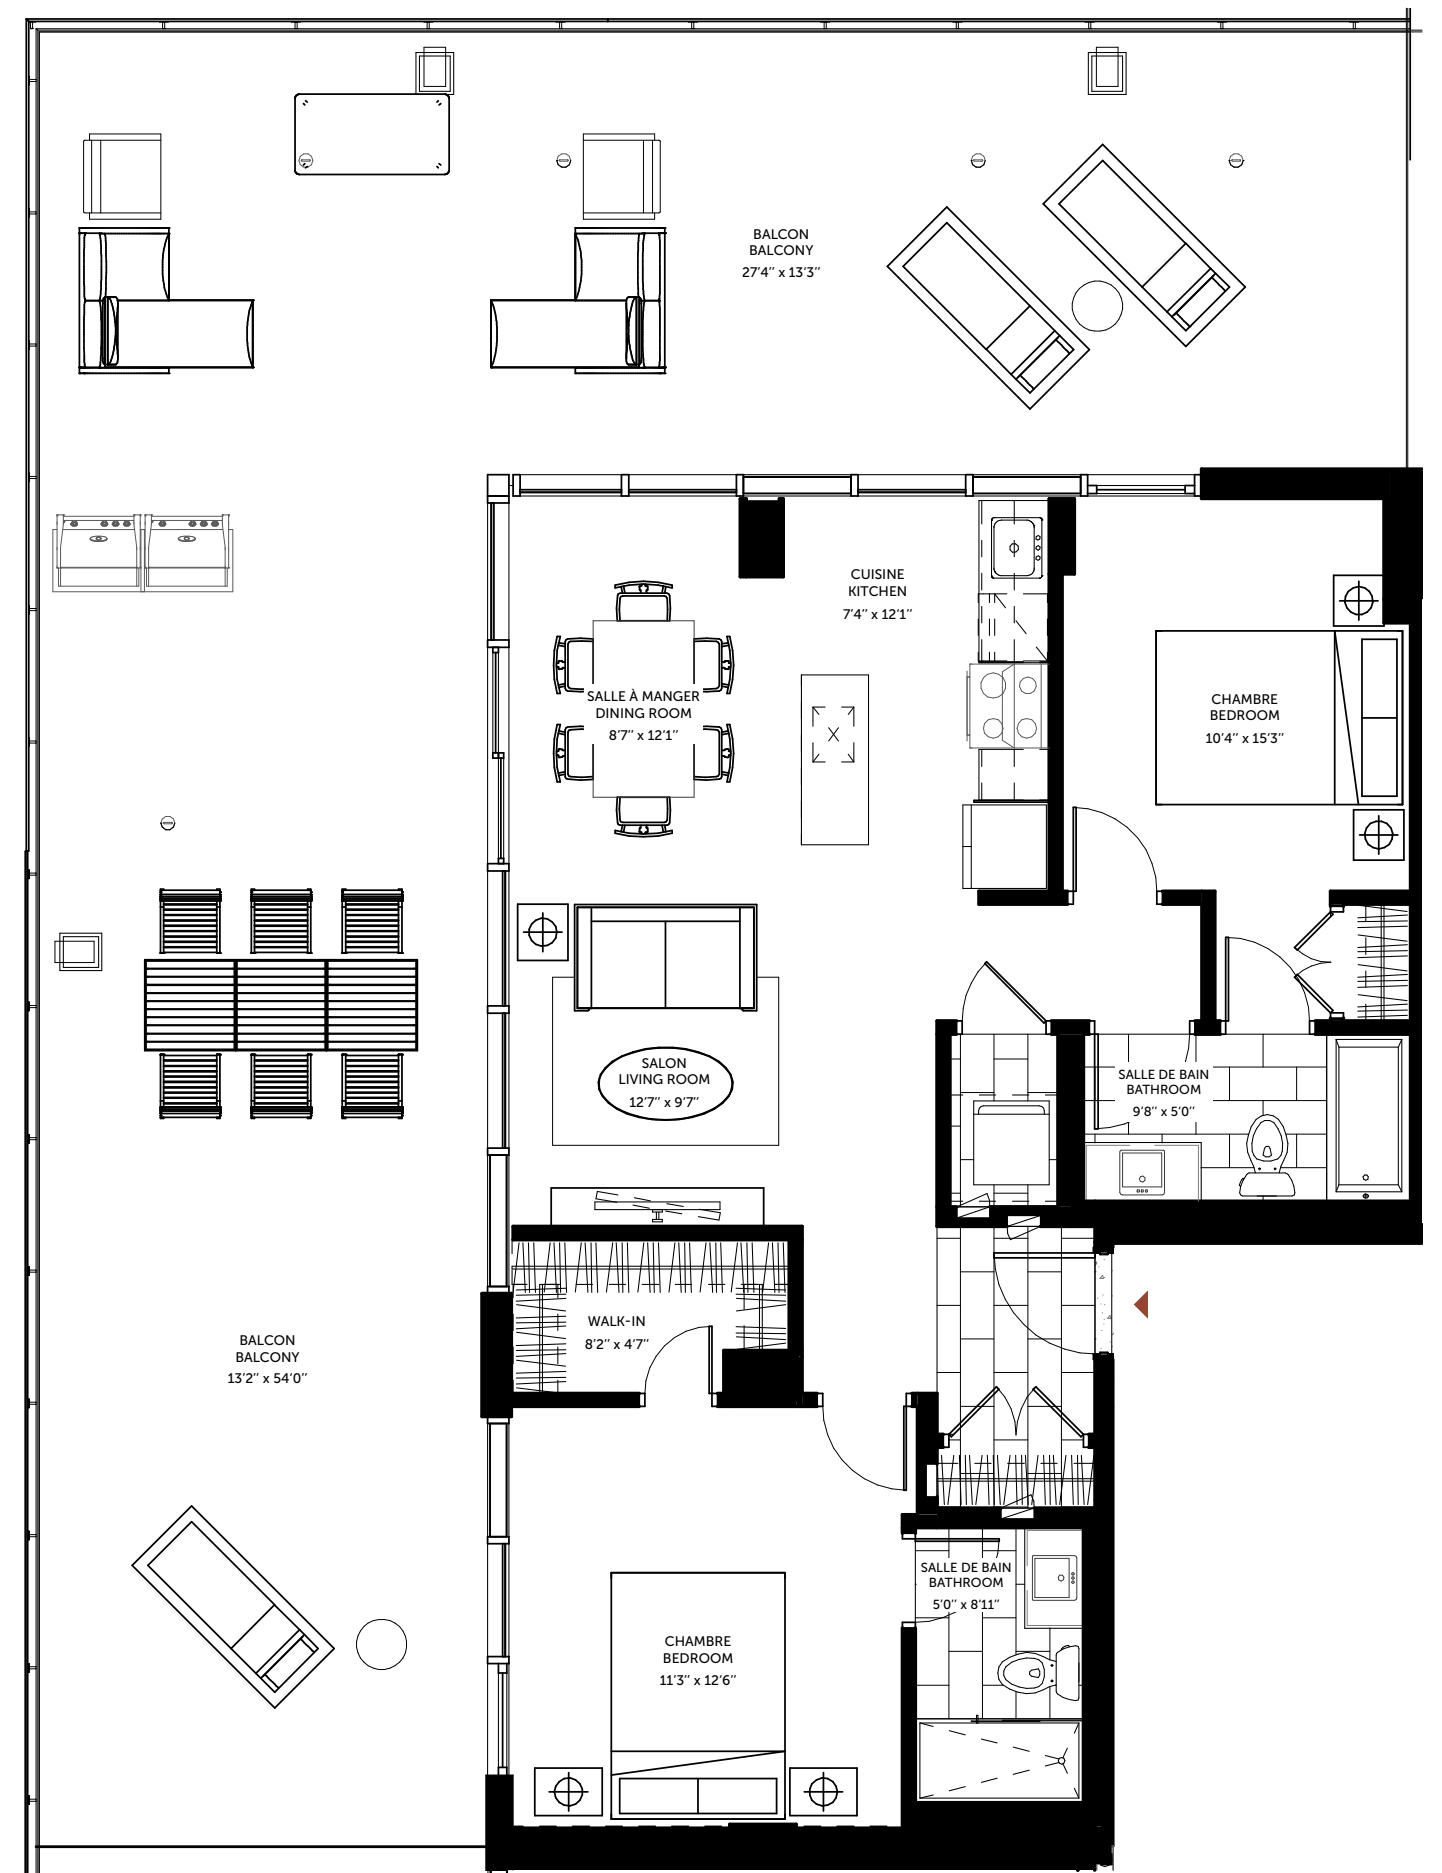 BALCON
BALCONY
27'4'' x 13'3''
CUISINE
KITCHEN
7'4'' x 12'1''
SALLE À MANGER
DINING ROOM
8'7'' x 12'1''
CHAMBRE
BEDROOM
10'4'' x 15'3''
SALON
LIVING ROOM
12'7'' x 9'7''
SALLE DE BAIN
BATHROOM
9'8'' x 5'0''
WALK-IN
8'2'' x 4'7''
BALCON
BALCONY
13'2'' x 54'0''
SALLE DE BAIN
BATHROOM
5'0'' x 8'11''
CHAMBRE
BEDROOM
11'3'' x 12'6''